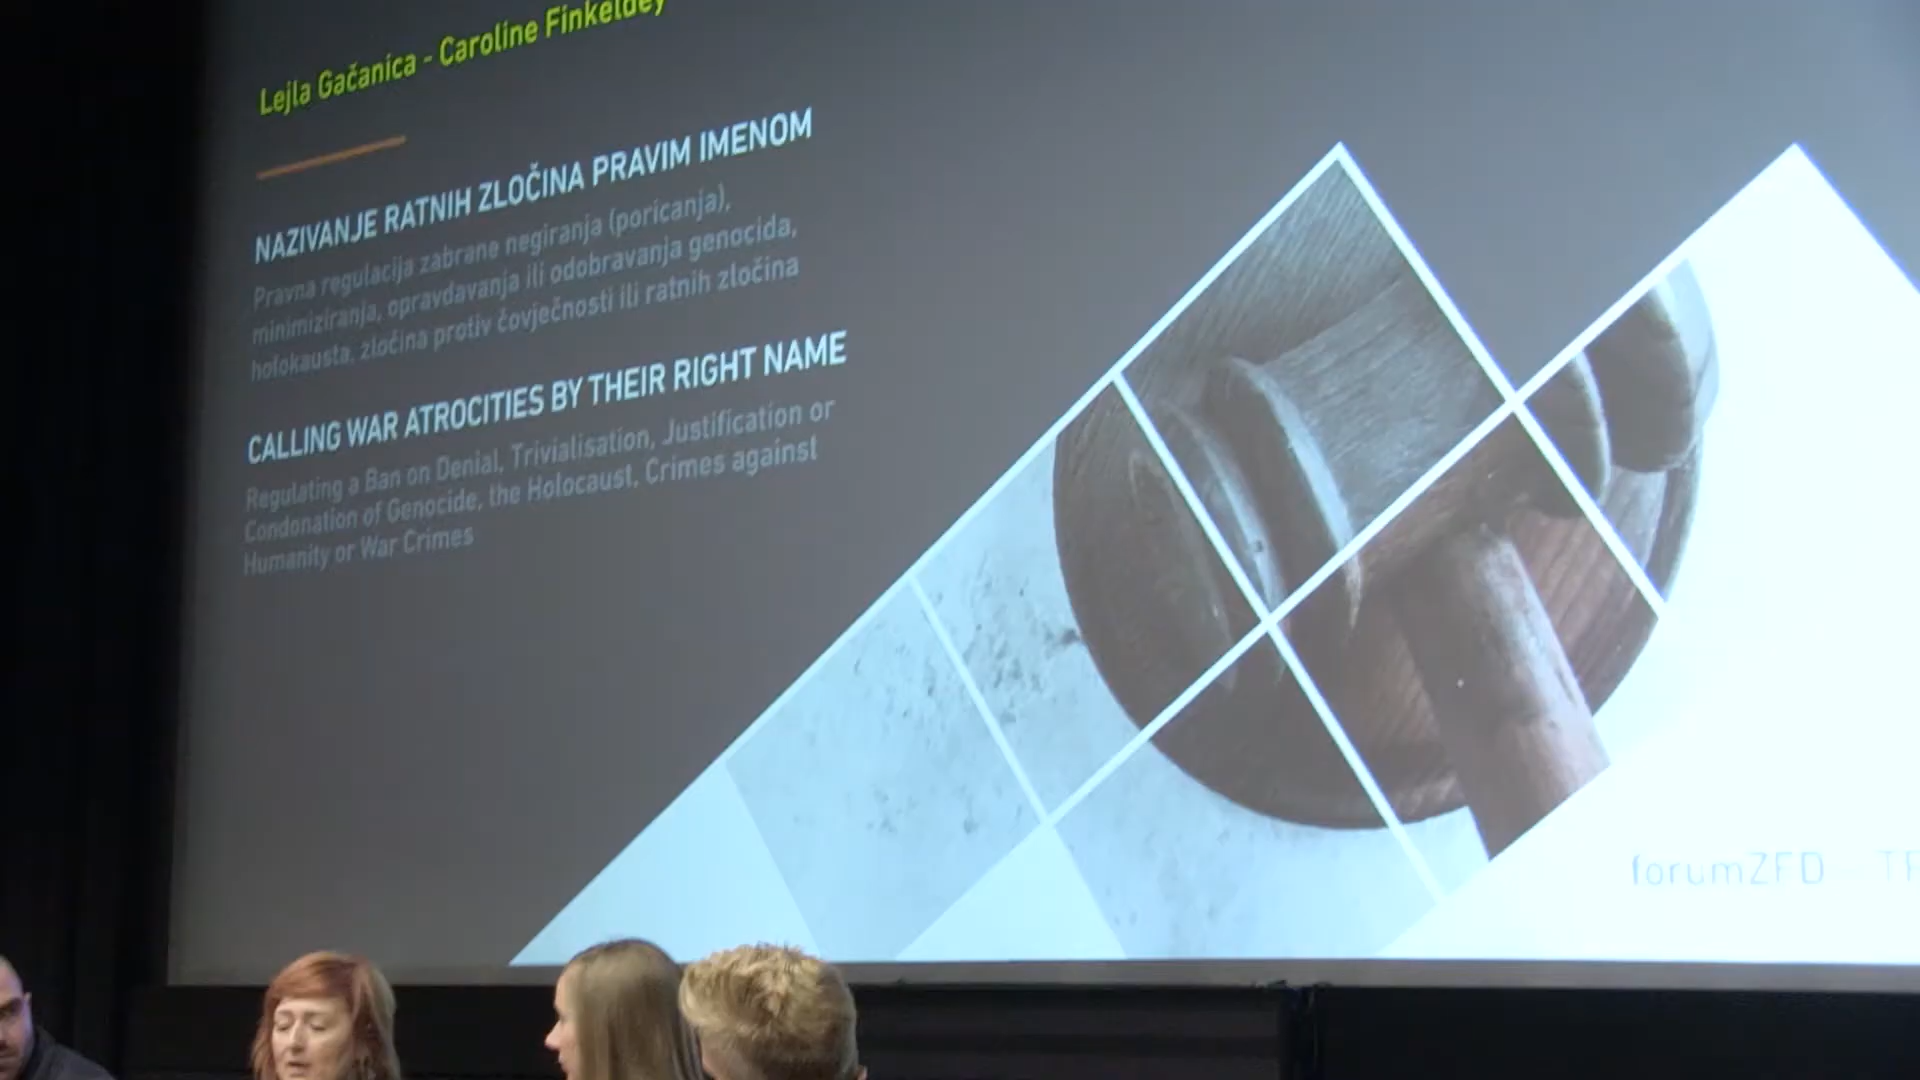 Lejla Gačanica - Caroline Finkeldey
NAZIVANJE RATNIH ZLOČINA PRAVIM IMENOM
Pravna regulacija zabrane negiranja (poricanja),
minimiziranja, opravdavanja ili odobravanja genocida,
holokausta, zločina protiv čovječnosti ili ratnih zločina
CALLING WAR ATROCITIES BY THEIR RIGHT NAME
Regulating a Ban on Denial, Trivialisation, Justification or
Condonation of Genocide, the Holocaust, Crimes against
Humanity or War Crimes
forumZFD